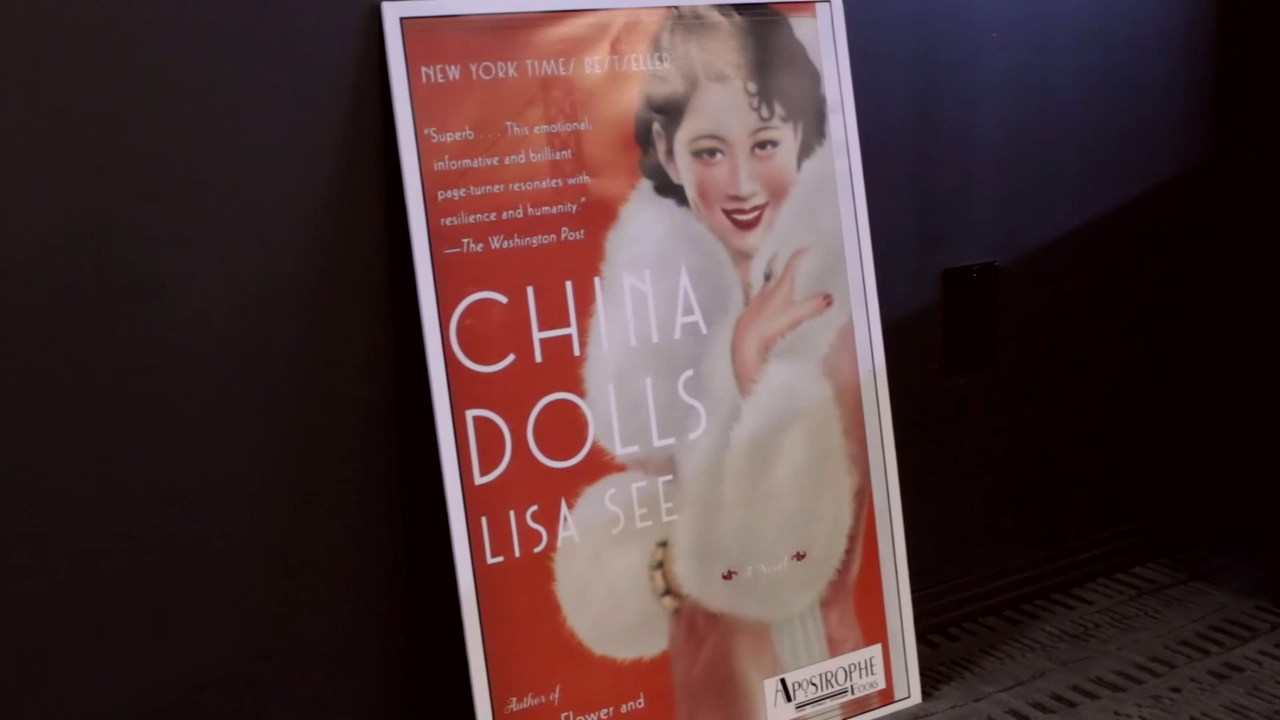 NEW YORK TIMES BESTSELLER
"Superb . . . This emotional,
informative and brilliant
page-turner resonates with
resilience and humanity."
—The Washington Post
CHINA
DOLLS
LISA SEE
A Novel
Author of
Flower and
APOSTROPHE
BOOKS